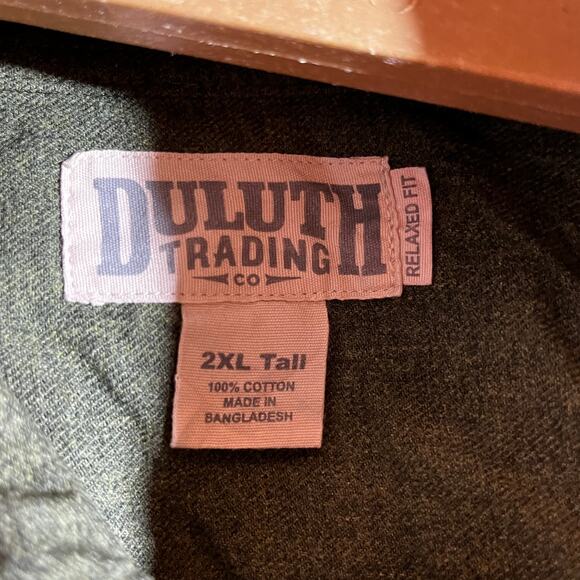 DULUTH
TRADING
CO
RELAXED FIT
2XL Tall
100% COTTON
MADE IN
BANGLADESH